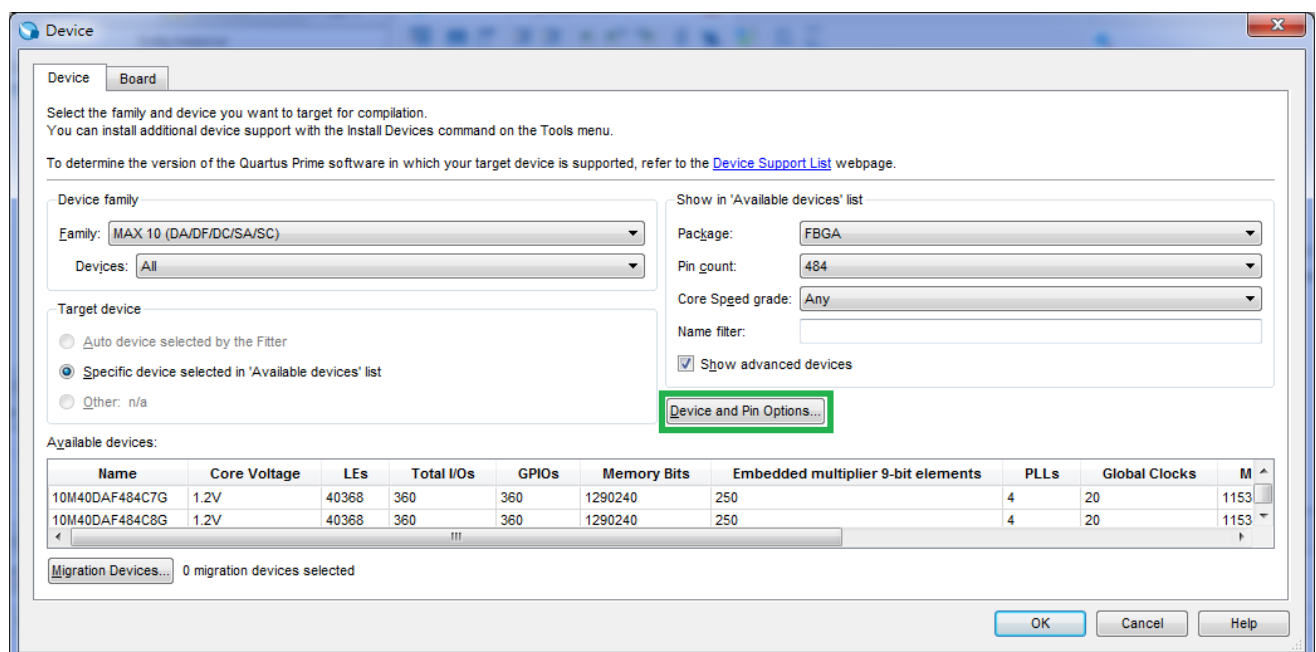 Device
Device Board
Select the family and device you want to target for compilation.
You can install additional device support with the Install Devices command on the Tools menu.
To determine the version of the Quartus Prime software in which your target device is supported, refer to the Device Support List webpage.
Device family
Family: MAX 10 (DA/DF/DC/SA/SC)
Devices: All
Target device
Auto device selected by the Fitter
Specific device selected in 'Available devices' list
Other: n/a
Show in 'Available devices' list
Package: FBGA
Pin count: 484
Core Speed grade: Any
Name filter:
Show advanced devices
Device and Pin Options...
Available devices:
Name Core Voltage LEs Total I/Os GPIOs Memory Bits Embedded multiplier 9-bit elements PLLs Global Clocks M
10M40DAF484C7G 1.2V 40368 360 360 1290240 250 4 20 1153
10M40DAF484C8G 1.2V 40368 360 360 1290240 250 4 20 1153
Migration Devices... 0 migration devices selected
OK Cancel Help